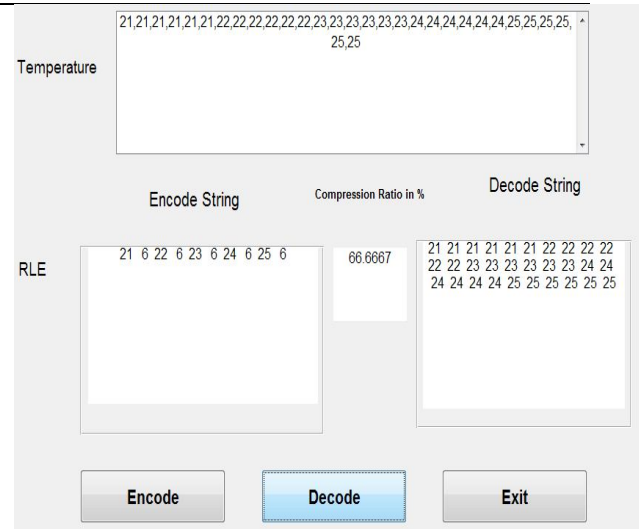 21,21,21,21,21,21,22,22,22,22,22,22,23,23,23,23,23,23,24,24,24,24,24,24,25,25,25,25,
25,25
Temperature
Encode String
Compression Ratio in %
Decode String
RLE
21 6 22 6 23 6 24 6 25 6
66.6667
21 21 21 21 21 21 22 22 22 22
22 22 23 23 23 23 23 23 24 24
24 24 24 24 25 25 25 25 25 25
Encode
Decode
Exit